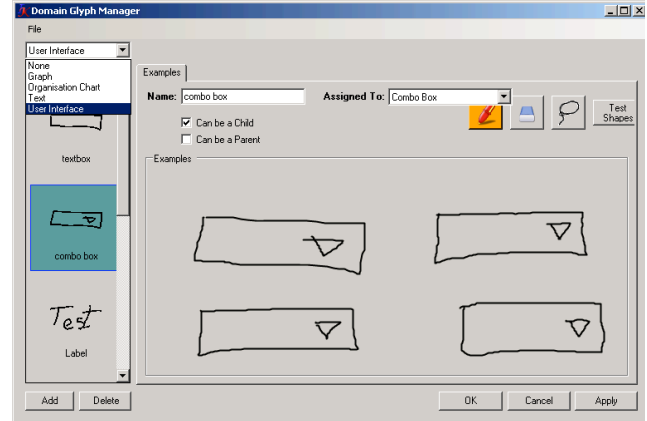 Domain Glyph Manager
File
User Interface
None
Graph
Organisation Chart
Text
User Interface
textbox
combo box
Test
Label
Add
Delete
Examples
Name:
combo box
Assigned To:
Combo Box
Can be a Child
Can be a Parent
Test
Shapes
Examples
OK
Cancel
Apply